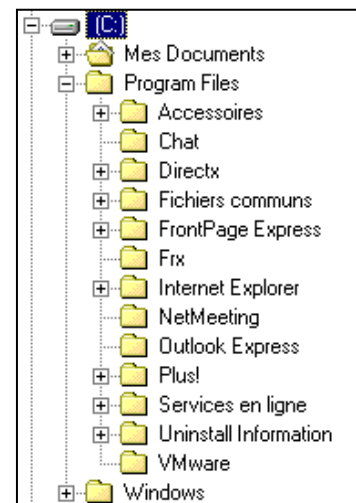 (C:)
Mes Documents
Program Files
Accessoires
Chat
Directx
Fichiers communs
FrontPage Express
Frx
Internet Explorer
NetMeeting
Outlook Express
Plus!
Services en ligne
Uninstall Information
VMware
Windows